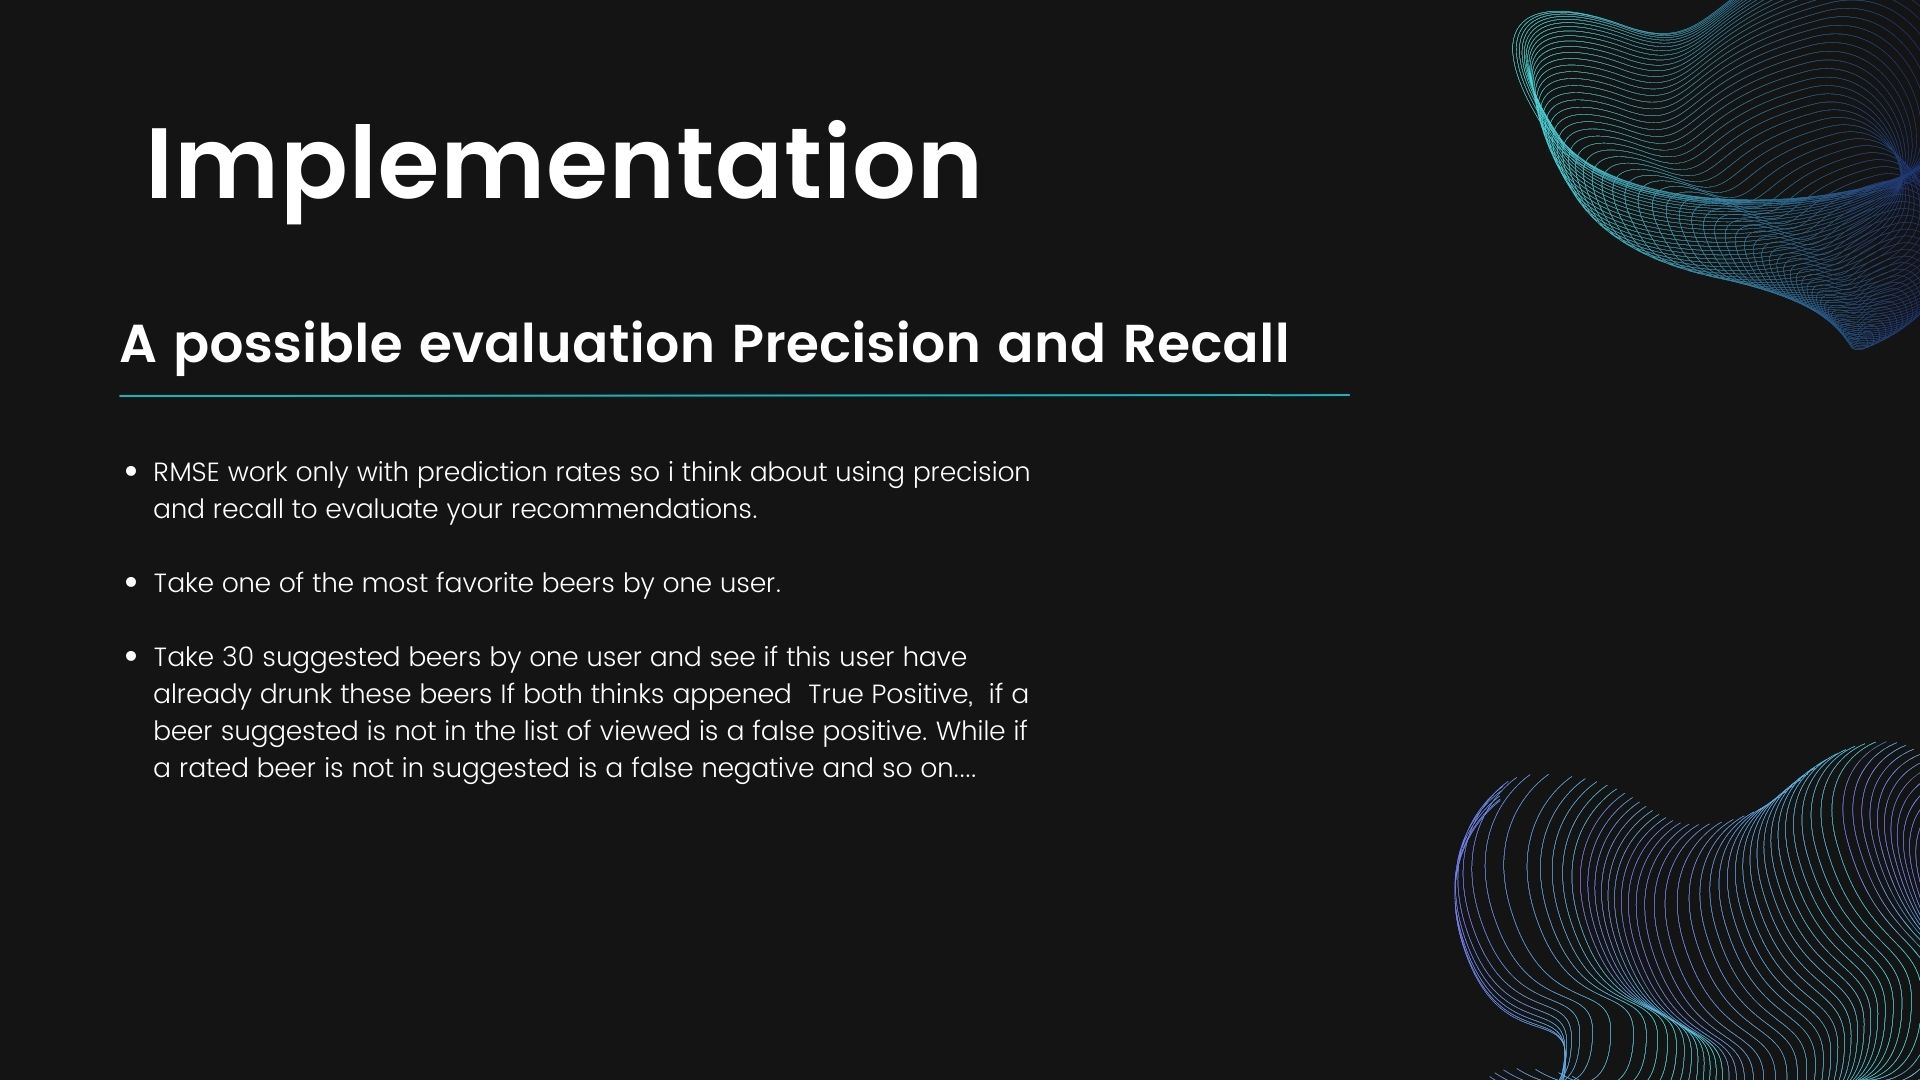 Implementation
A possible evaluation Precision and Recall
• RMSE work only with prediction rates so i think about using precision
and recall to evaluate your recommendations.
• Take one of the most favorite beers by one user.
• Take 30 suggested beers by one user and see if this user have
already drunk these beers If both thinks appened  True Positive,  if a
beer suggested is not in the list of viewed is a false positive. While if
a rated beer is not in suggested is a false negative and so on....